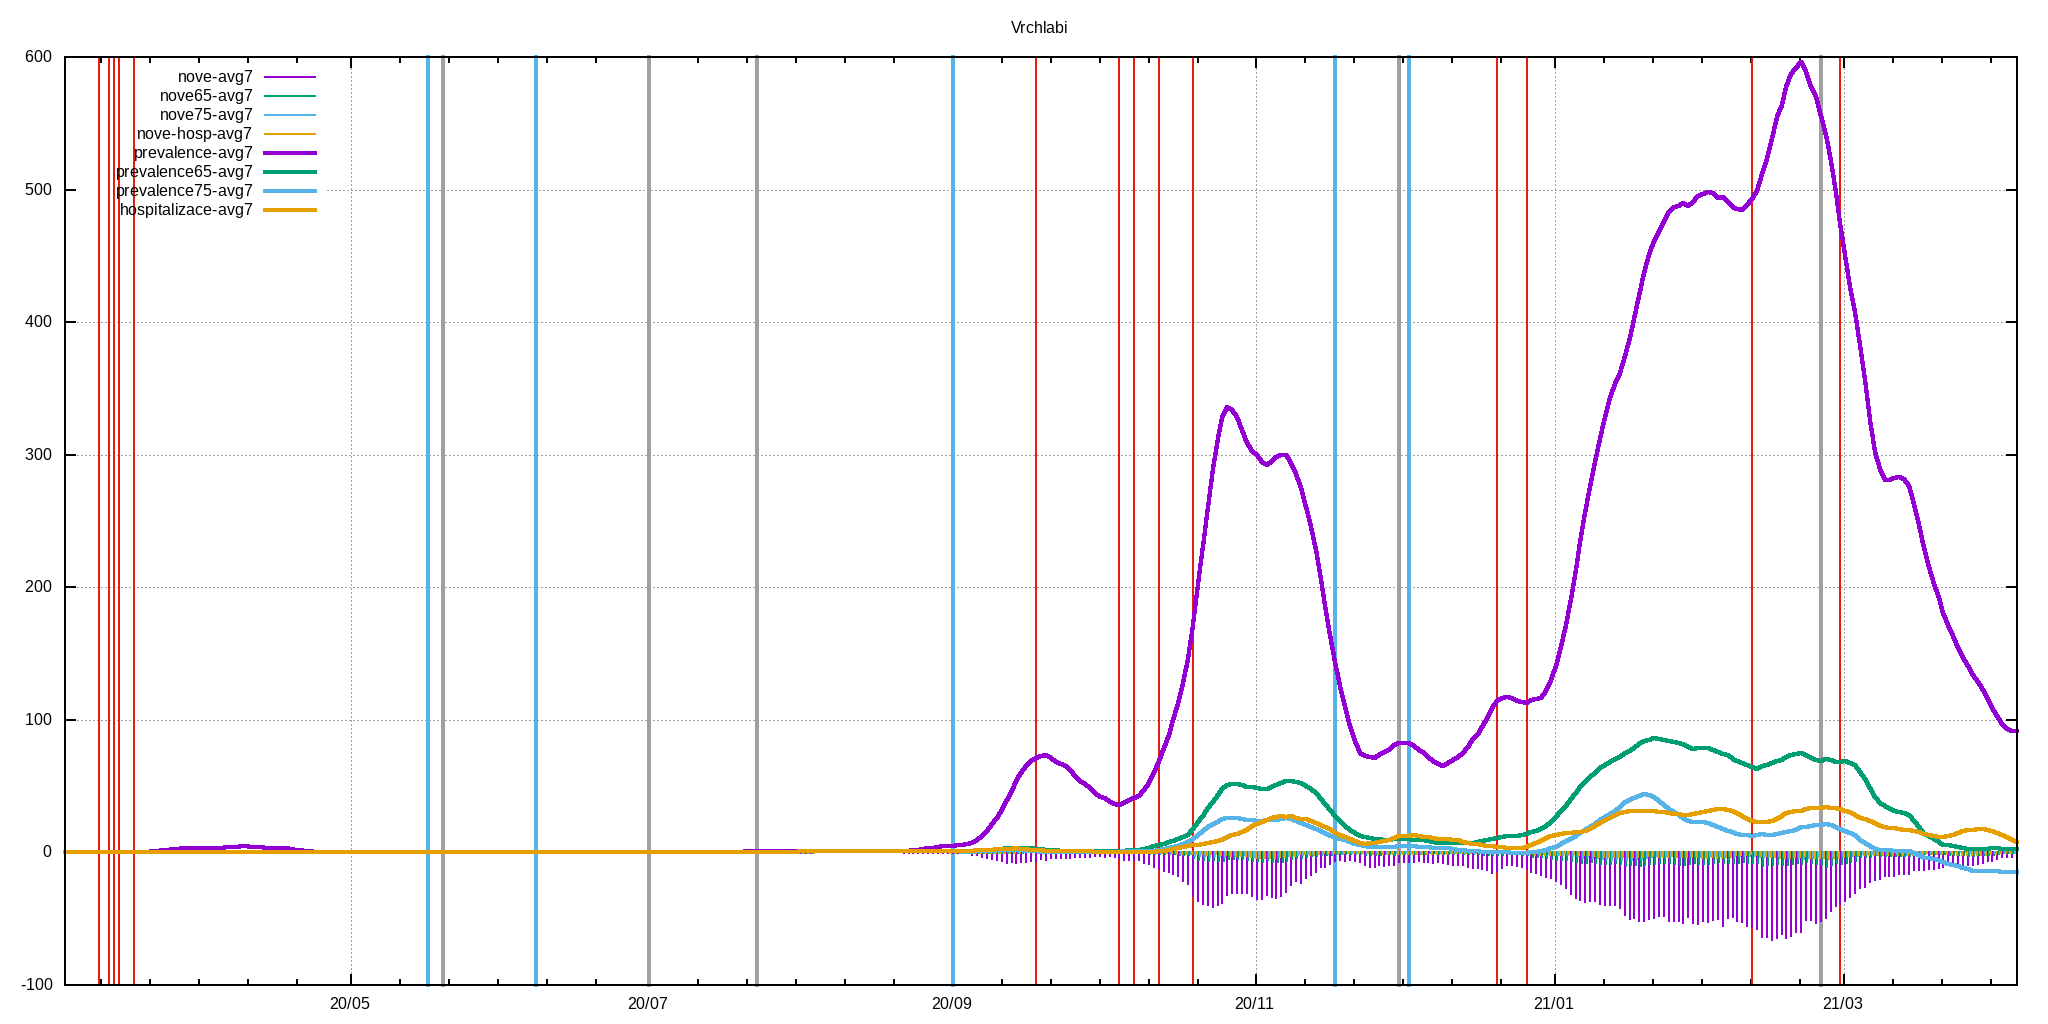 Vrchlabi
600
500
400
300
200
100
0
-100
nove-avg7
nove65-avg7
nove75-avg7
nove-hosp-avg7
prevalence-avg7
prevalence65-avg7
prevalence75-avg7
hospitalizace-avg7
20/05 20/07 20/09 20/11 21/01 21/03